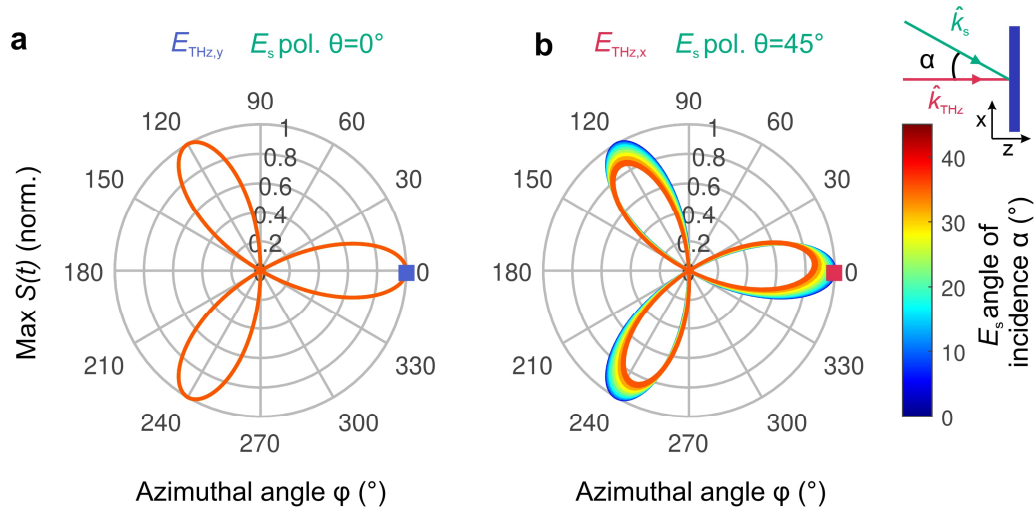 a
E_THz,y
E_s pol. θ=0°
b
E_THz,x
E_s pol. θ=45°
k̂_s
α
k̂_THz
x
z
Max S(t) (norm.)
90
60
30
0
330
300
270
240
210
180
150
120
1
0.8
0.6
0.4
0.2
0
Azimuthal angle φ (°)
90
60
30
0
330
300
270
240
210
180
150
120
1
0.8
0.6
0.4
0.2
Azimuthal angle φ (°)
40
30
20
10
0
E_s angle of
incidence α (°)